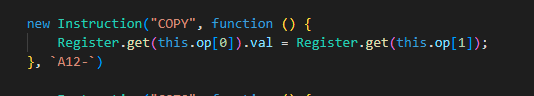 new Instruction("COPY", function () {
    Register.get(this.op[0]).val = Register.get(this.op[1]);
}, `A12-`)